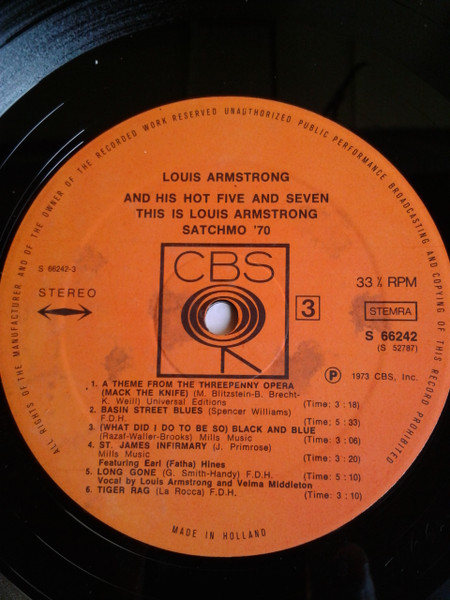 ALL RIGHTS OF THE MANUFACTURER AND OF THE OWNER OF THE RECORDED WORK RESERVED UNAUTHORIZED PUBLIC PERFORMANCE BROADCASTING AND COPYING OF THIS RECORD PROHIBITED
LOUIS ARMSTRONG
AND HIS HOT FIVE AND SEVEN
THIS IS LOUIS ARMSTRONG
SATCHMO '70
S 66242-3
CBS
STEREO
3
33⅓ RPM
STEMRA
S 66242
(S 52787)
℗ 1973 CBS, Inc.
1. A THEME FROM THE THREEPENNY OPERA
(MACK THE KNIFE) (M. Blitzstein-B. Brecht-
K. Weill) Universal Editions (Time: 3 : 18)
2. BASIN STREET BLUES (Spencer Williams)
F.D.H. (Time: 5 : 33)
3. (WHAT DID I DO TO BE SO) BLACK AND BLUE
(Razaf-Waller-Brooks) Mills Music (Time: 3 : 06)
4. ST. JAMES INFIRMARY (J. Primrose)
Mills Music (Time: 3 : 20)
Featuring Earl (Fatha) Hines
5. LONG GONE (G. Smith-Handy) F.D.H. (Time: 5 : 10)
Vocal by Louis Armstrong and Velma Middleton
6. TIGER RAG (La Rocca) F.D.H. (Time: 3 : 10)
MADE IN HOLLAND